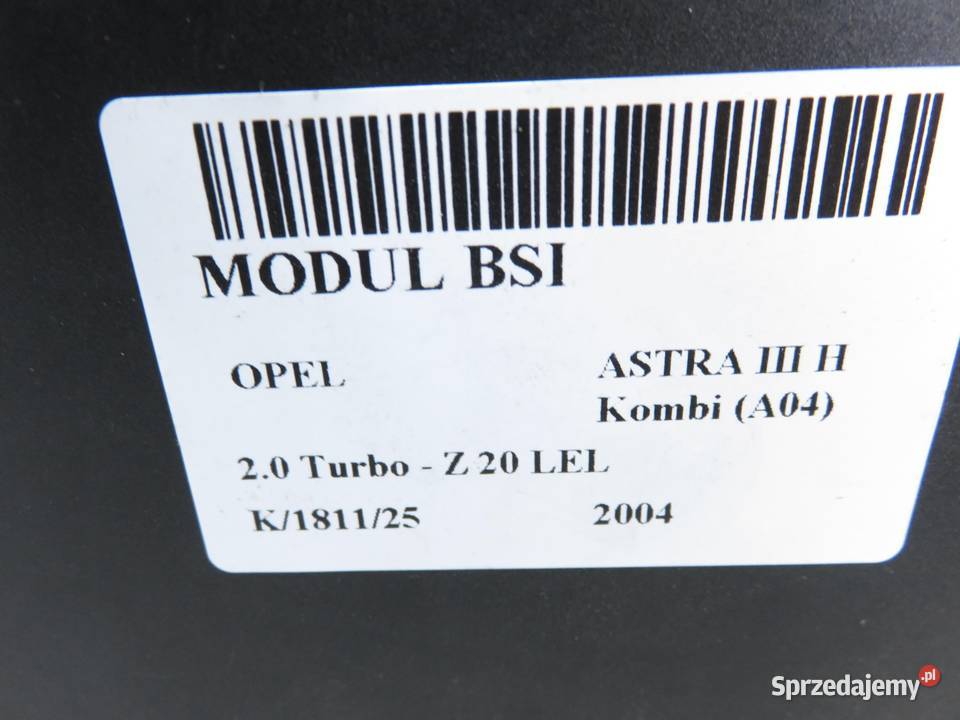 MODUL BSI
OPEL
ASTRA III H
Kombi (A04)
2.0 Turbo - Z 20 LEL
K/1811/25
2004
Sprzedajemy.pl